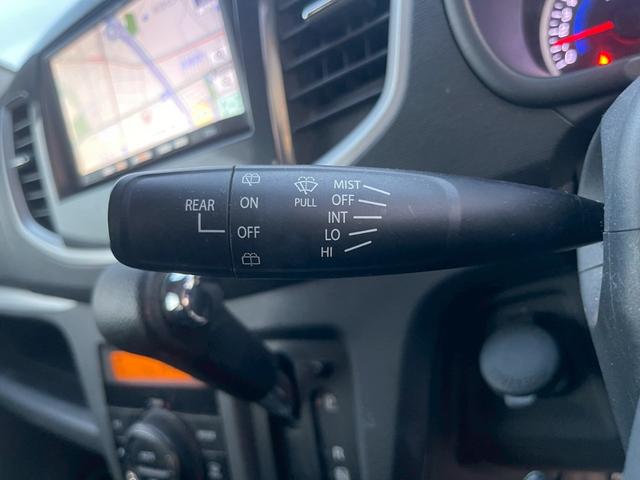 REAR
ON
OFF
PULL
MIST
OFF
INT
LO
HI
R